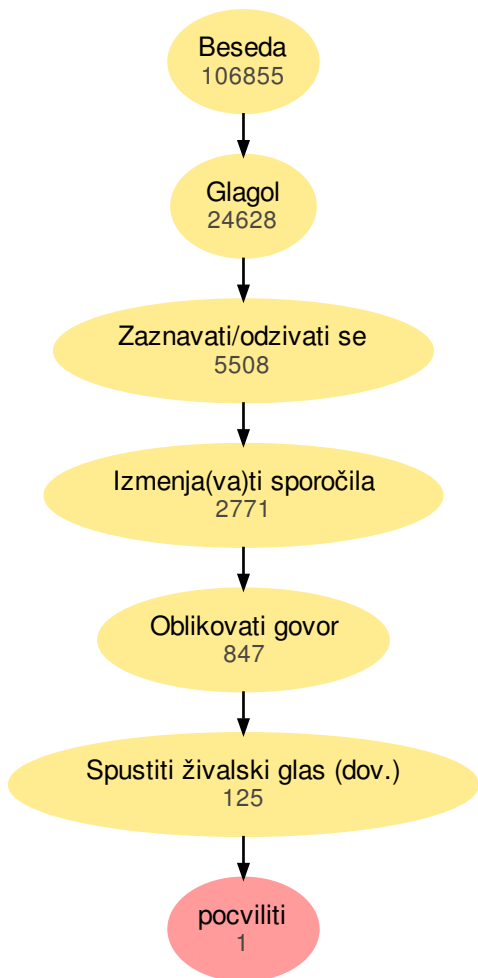 Beseda
106855
Glagol
24628
Zaznavati/odzivati se
5508
Izmenja(va)ti sporočila
2771
Oblikovati govor
847
Spustiti živalski glas (dov.)
125
pocviliti
1